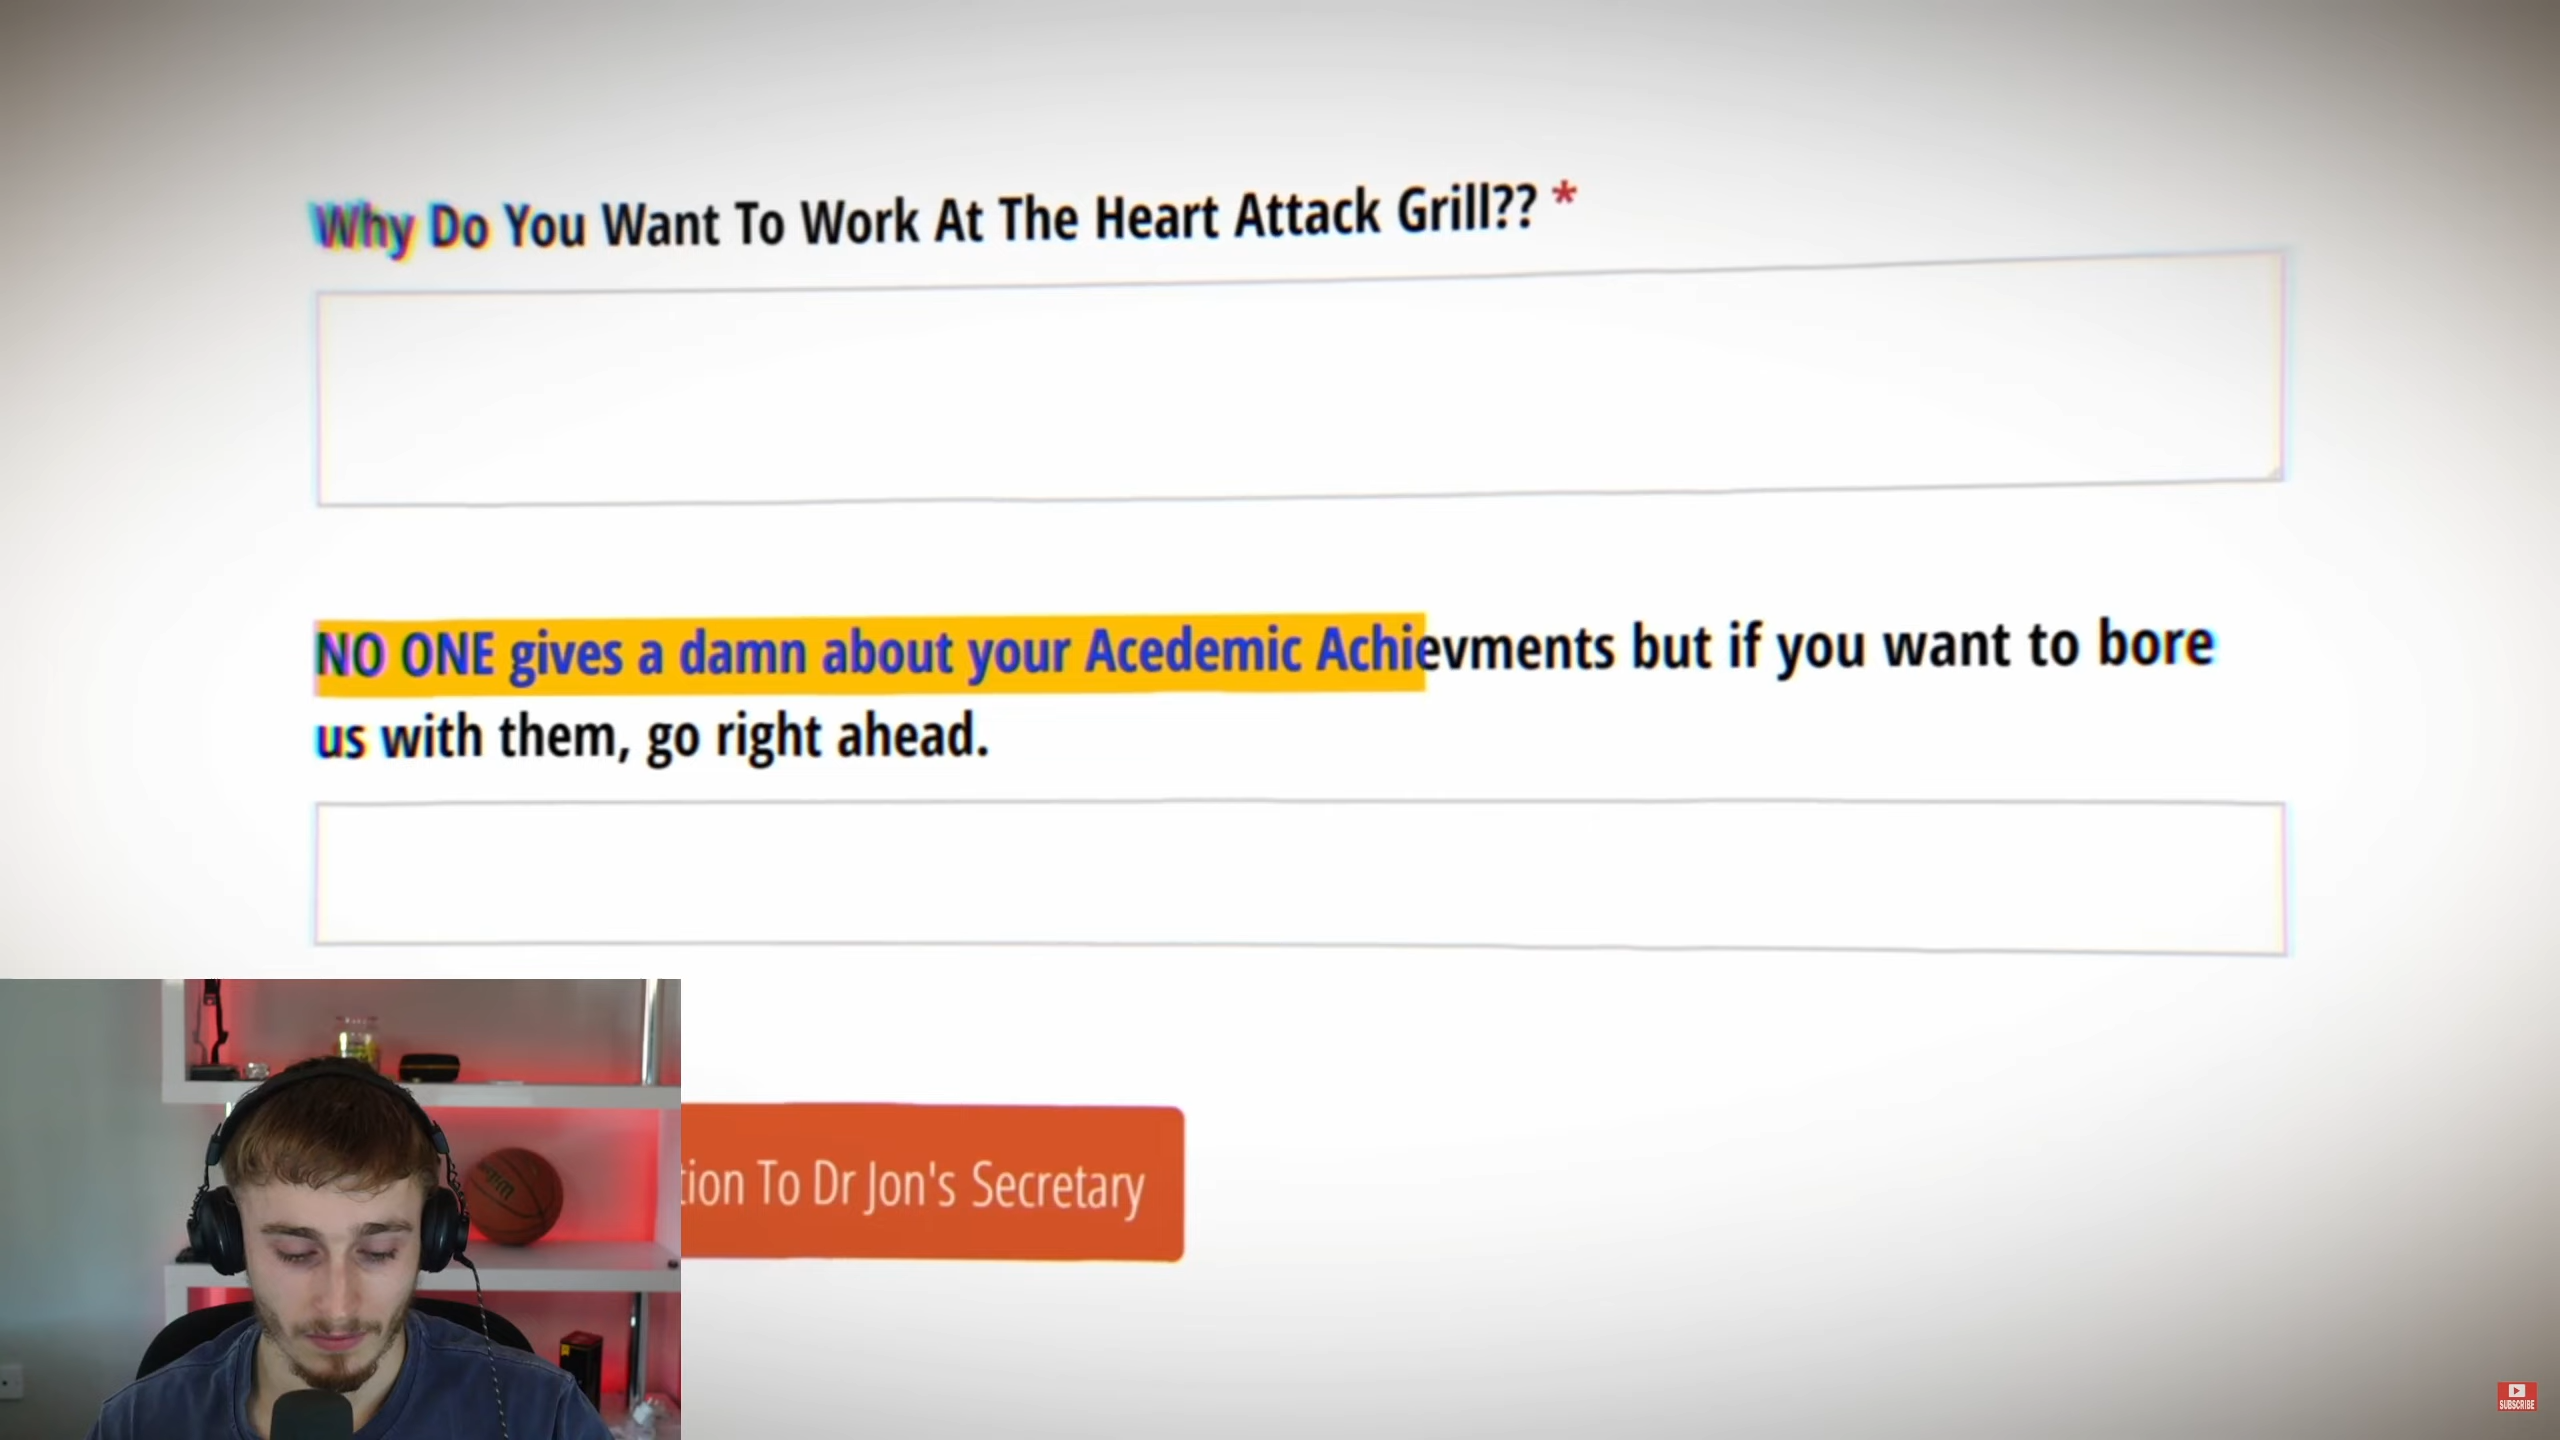 Why Do You Want To Work At The Heart Attack Grill?? *
NO ONE gives a damn about your Acedemic Achievments but if you want to bore
us with them, go right ahead.
tion To Dr Jon's Secretary
SUBSCRIBE